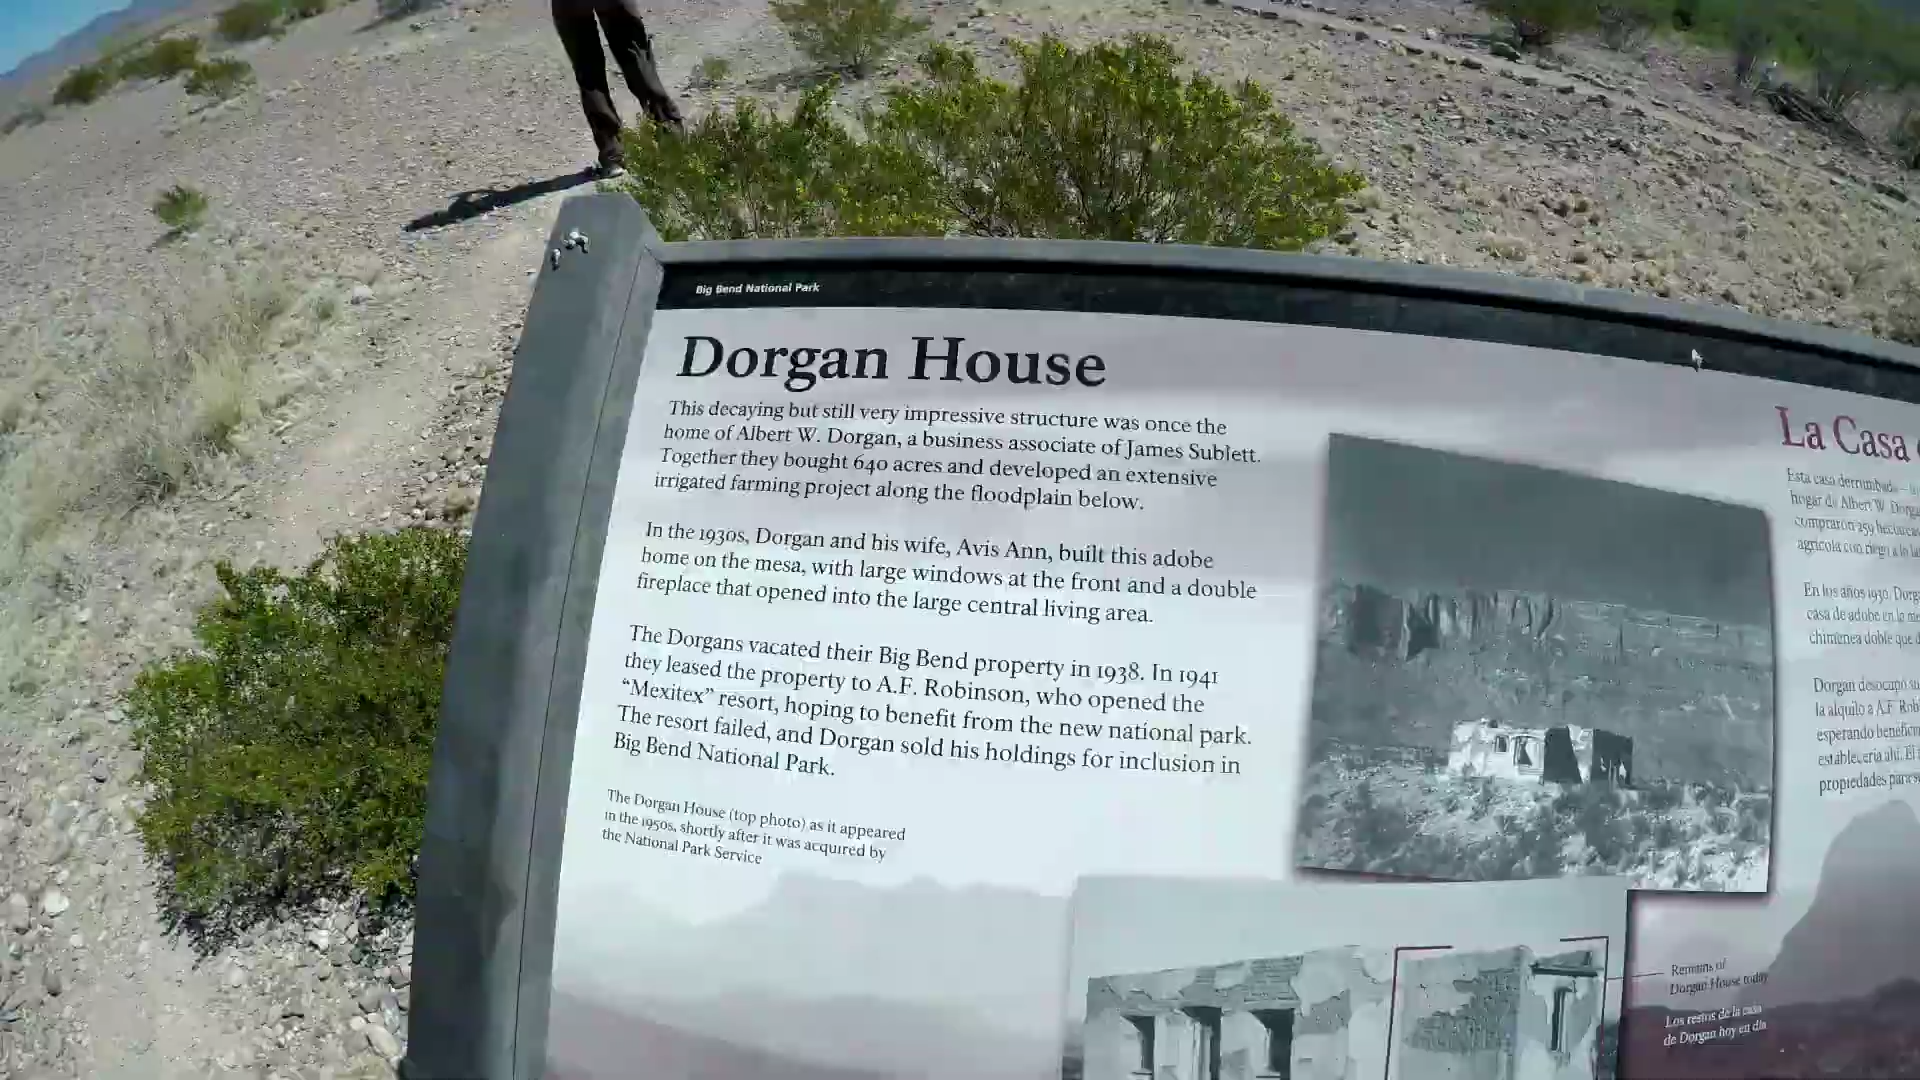 Big Bend National Park
Dorgan House
This decaying but still very impressive structure was once the
home of Albert W. Dorgan, a business associate of James Sublett.
Together they bought 640 acres and developed an extensive
irrigated farming project along the floodplain below.
In the 1930s, Dorgan and his wife, Avis Ann, built this adobe
home on the mesa, with large windows at the front and a double
fireplace that opened into the large central living area.
The Dorgans vacated their Big Bend property in 1938. In 1941
they leased the property to A.F. Robinson, who opened the
“Mexitex” resort, hoping to benefit from the new national park.
The resort failed, and Dorgan sold his holdings for inclusion in
Big Bend National Park.
The Dorgan House (top photo) as it appeared
in the 1950s, shortly after it was acquired by
the National Park Service
La Casa
Esta casa derrumbada
hogar de Albert W. Dorga
compraron 259 hectáreas
agrícola con riego a lo la
En los años 1930, Dorg
casa de adobe en la me
chimenea doble que d
Dorgan desocupó su
la alquiló a A.F. Rob
esperando benefici
establecería ahí. El
propiedades para s
Remains of
Dorgan House today
Los restos de la casa
de Dorgan hoy en día